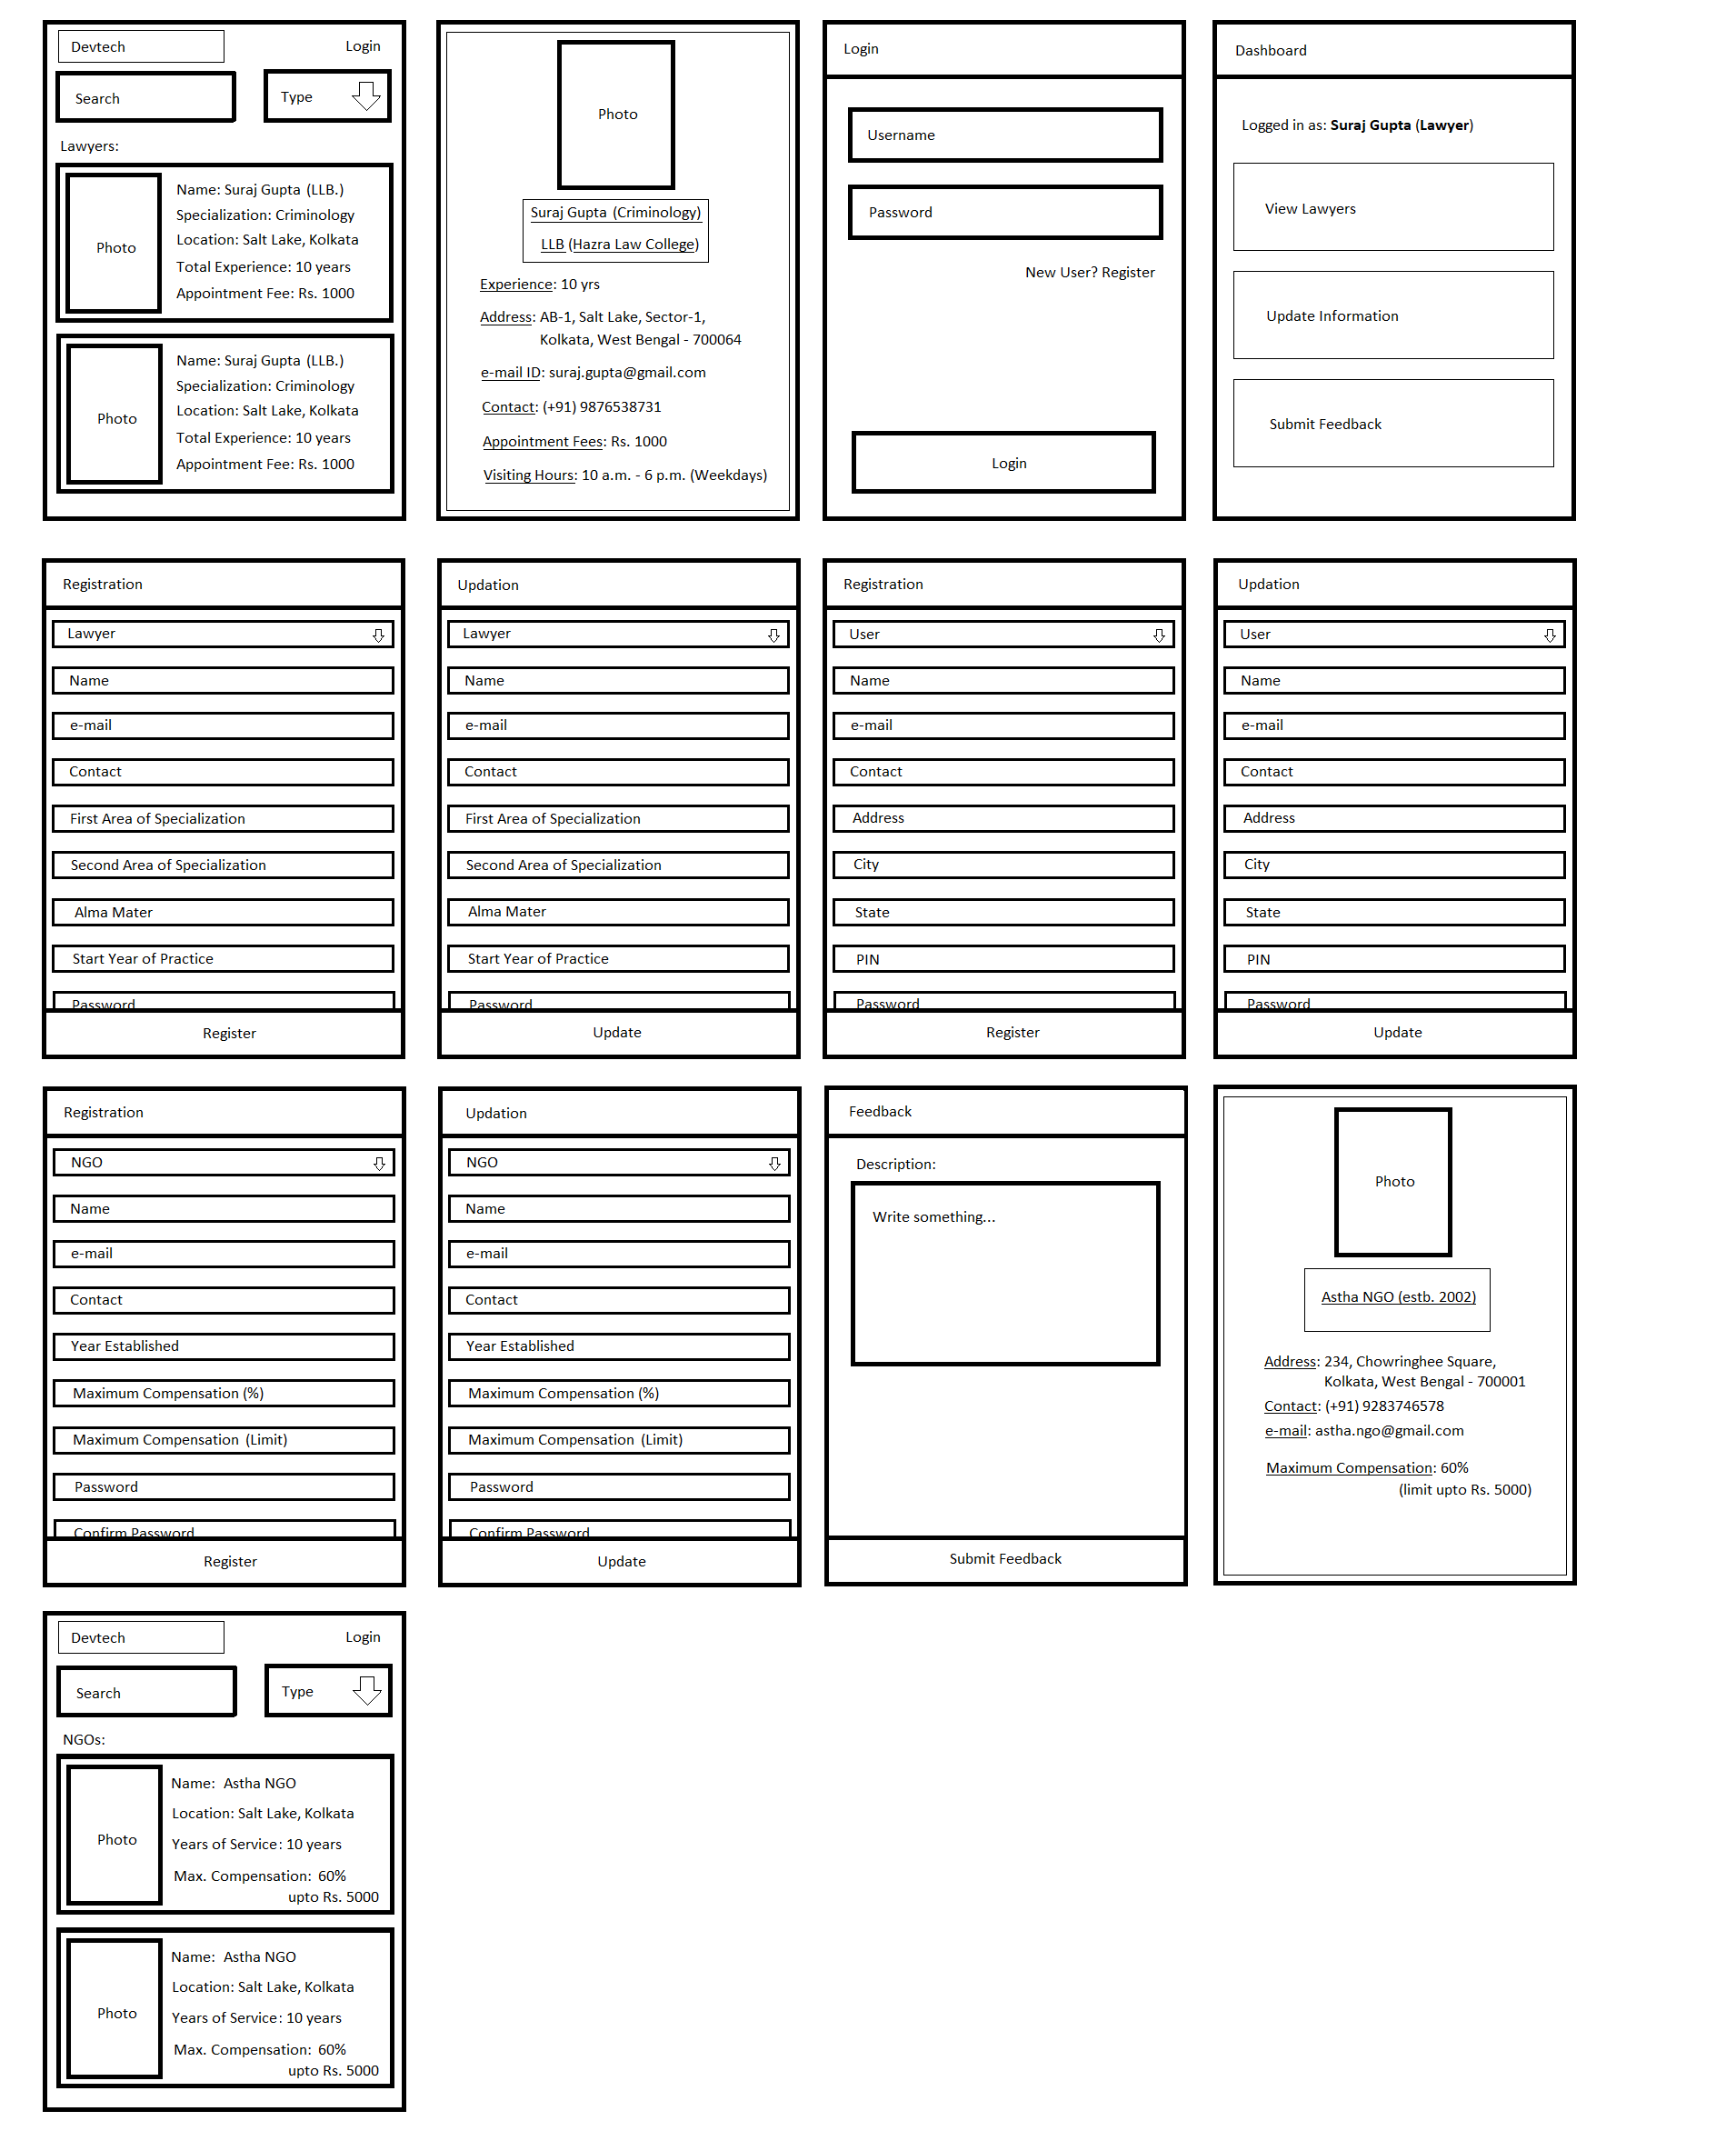 Devtech
Login
Search
Type
Lawyers:
Photo
Name: Suraj Gupta (LLB.)
Specialization: Criminology
Location: Salt Lake, Kolkata
Total Experience: 10 years
Appointment Fee: Rs. 1000
Photo
Name: Suraj Gupta (LLB.)
Specialization: Criminology
Location: Salt Lake, Kolkata
Total Experience: 10 years
Appointment Fee: Rs. 1000
Photo
Suraj Gupta (Criminology)
LLB (Hazra Law College)
Experience: 10 yrs
Address: AB-1, Salt Lake, Sector-1,
Kolkata, West Bengal - 700064
e-mail ID: suraj.gupta@gmail.com
Contact: (+91) 9876538731
Appointment Fees: Rs. 1000
Visiting Hours: 10 a.m. - 6 p.m. (Weekdays)
Login
Username
Password
New User? Register
Login
Dashboard
Logged in as: Suraj Gupta (Lawyer)
View Lawyers
Update Information
Submit Feedback
Registration
Lawyer
Name
e-mail
Contact
First Area of Specialization
Second Area of Specialization
Alma Mater
Start Year of Practice
Password
Register
Updation
Lawyer
Name
e-mail
Contact
First Area of Specialization
Second Area of Specialization
Alma Mater
Start Year of Practice
Password
Update
Registration
User
Name
e-mail
Contact
Address
City
State
PIN
Password
Register
Updation
User
Name
e-mail
Contact
Address
City
State
PIN
Password
Update
Registration
NGO
Name
e-mail
Contact
Year Established
Maximum Compensation (%)
Maximum Compensation (Limit)
Password
Confirm Password
Register
Updation
NGO
Name
e-mail
Contact
Year Established
Maximum Compensation (%)
Maximum Compensation (Limit)
Password
Confirm Password
Update
Feedback
Description:
Write something...
Submit Feedback
Photo
Astha NGO (estb. 2002)
Address: 234, Chowringhee Square,
Kolkata, West Bengal - 700001
Contact: (+91) 9283746578
e-mail: astha.ngo@gmail.com
Maximum Compensation: 60%
(limit upto Rs. 5000)
Devtech
Login
Search
Type
NGOs:
Photo
Name: Astha NGO
Location: Salt Lake, Kolkata
Years of Service: 10 years
Max. Compensation: 60%
upto Rs. 5000
Photo
Name: Astha NGO
Location: Salt Lake, Kolkata
Years of Service: 10 years
Max. Compensation: 60%
upto Rs. 5000